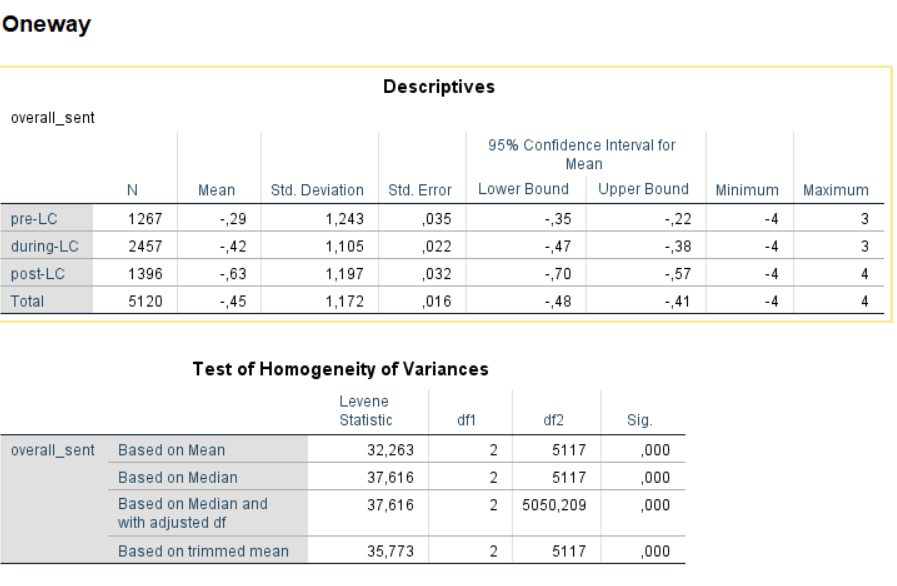 Oneway
Descriptives
overall_sent
95% Confidence Interval for
Mean
N Mean Std. Deviation Std. Error Lower Bound Upper Bound Minimum Maximum
pre-LC 1267 -,29 1,243 ,035 -,35 -,22 -4 3
during-LC 2457 -,42 1,105 ,022 -,47 -,38 -4 3
post-LC 1396 -,63 1,197 ,032 -,70 -,57 -4 4
Total 5120 -,45 1,172 ,016 -,48 -,41 -4 4
Test of Homogeneity of Variances
Levene
Statistic df1 df2 Sig.
overall_sent Based on Mean 32,263 2 5117 ,000
Based on Median 37,616 2 5117 ,000
Based on Median and
with adjusted df 37,616 2 5050,209 ,000
Based on trimmed mean 35,773 2 5117 ,000